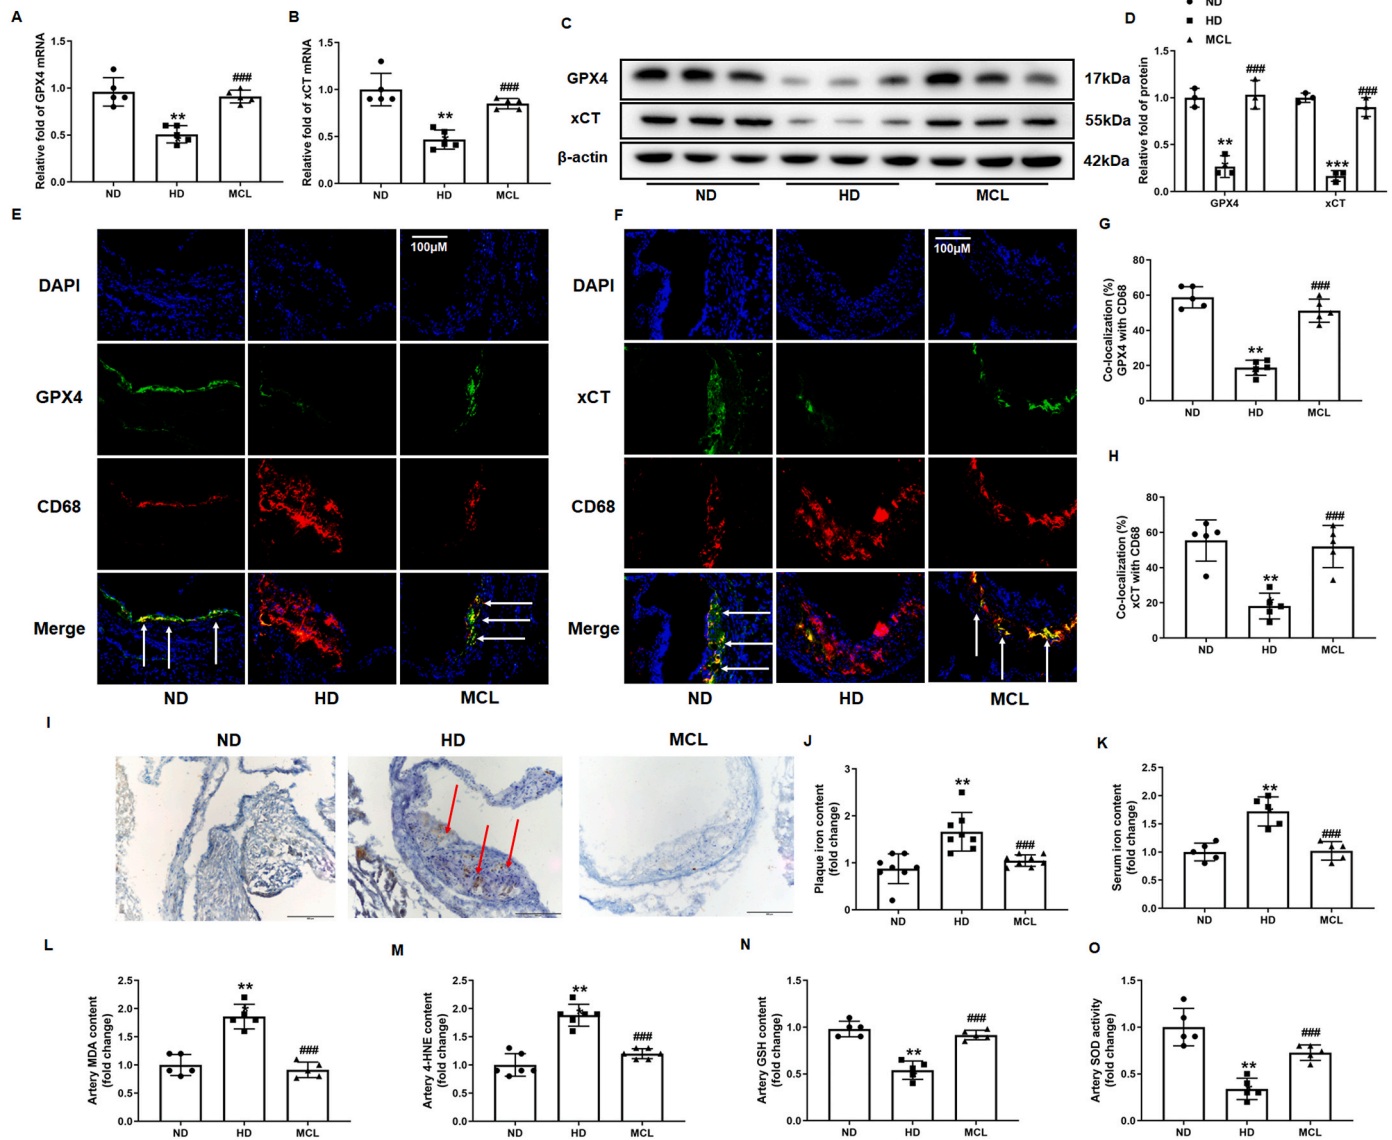 A
Relative fold of GPX4 mRNA
1.5
1.0
0.5
0.0
**
###
ND
HD
MCL
B
Relative fold of xCT mRNA
1.5
1.0
0.5
0.0
**
###
ND
HD
MCL
C
GPX4
17kDa
xCT
55kDa
β-actin
42kDa
ND
HD
MCL
D
ND
HD
MCL
Relative fold of protein
1.5
1.0
0.5
0.0
**
###
***
###
GPX4
xCT
E
100μM
DAPI
GPX4
CD68
Merge
ND
HD
MCL
F
100μM
DAPI
xCT
CD68
Merge
ND
HD
MCL
G
Co-localization (%)
GPX4 with CD68
80
60
40
20
0
**
###
ND
HD
MCL
H
Co-localization (%)
xCT with CD68
80
60
40
20
0
**
###
ND
HD
MCL
I
ND
HD
MCL
J
Plaque iron content
(fold change)
3
2
1
0
**
###
ND
HD
MCL
K
Serum iron content
(fold change)
2.5
2.0
1.5
1.0
0.5
0.0
**
###
ND
HD
MCL
L
Artery MDA content
(fold change)
2.5
2.0
1.5
1.0
0.5
0.0
**
###
ND
HD
MCL
M
Artery 4-HNE content
(fold change)
2.5
2.0
1.5
1.0
0.5
0.0
**
###
ND
HD
MCL
N
Artery GSH content
(fold change)
1.5
1.0
0.5
0.0
**
###
ND
HD
MCL
O
Artery SOD activity
(fold change)
1.5
1.0
0.5
0.0
**
###
ND
HD
MCL